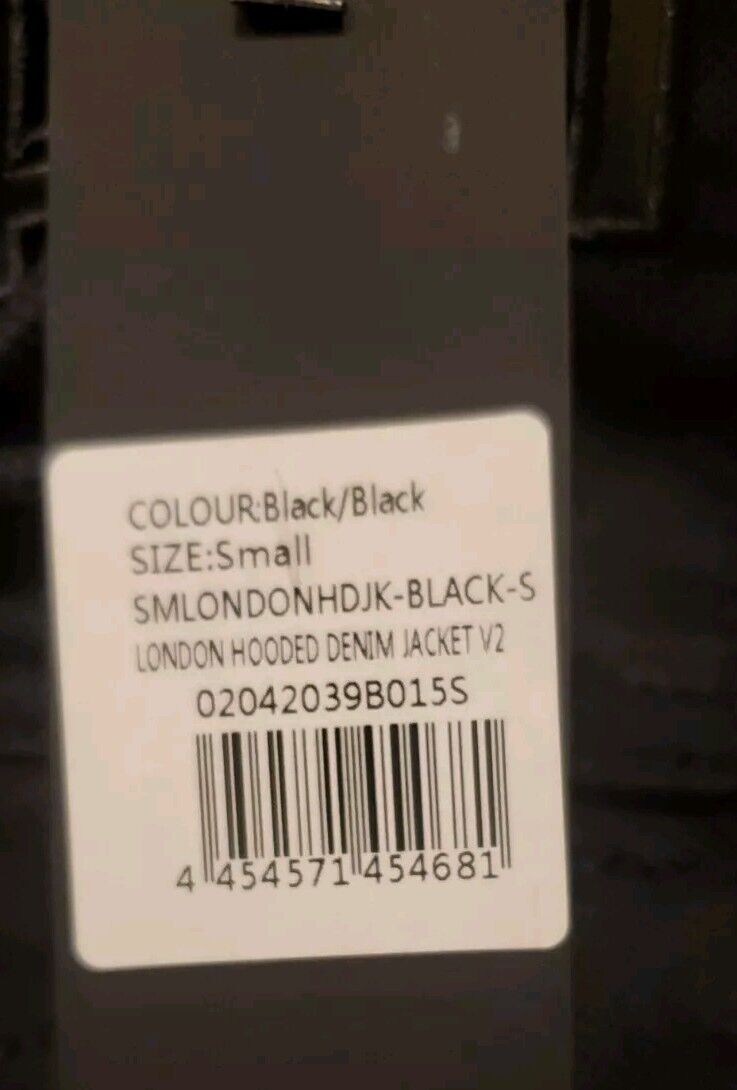 COLOUR:Black/Black
SIZE:Small
SMLONDONHDJK-BLACK-S
LONDON HOODED DENIM JACKET V2
02042039B015S
4 454571 454681